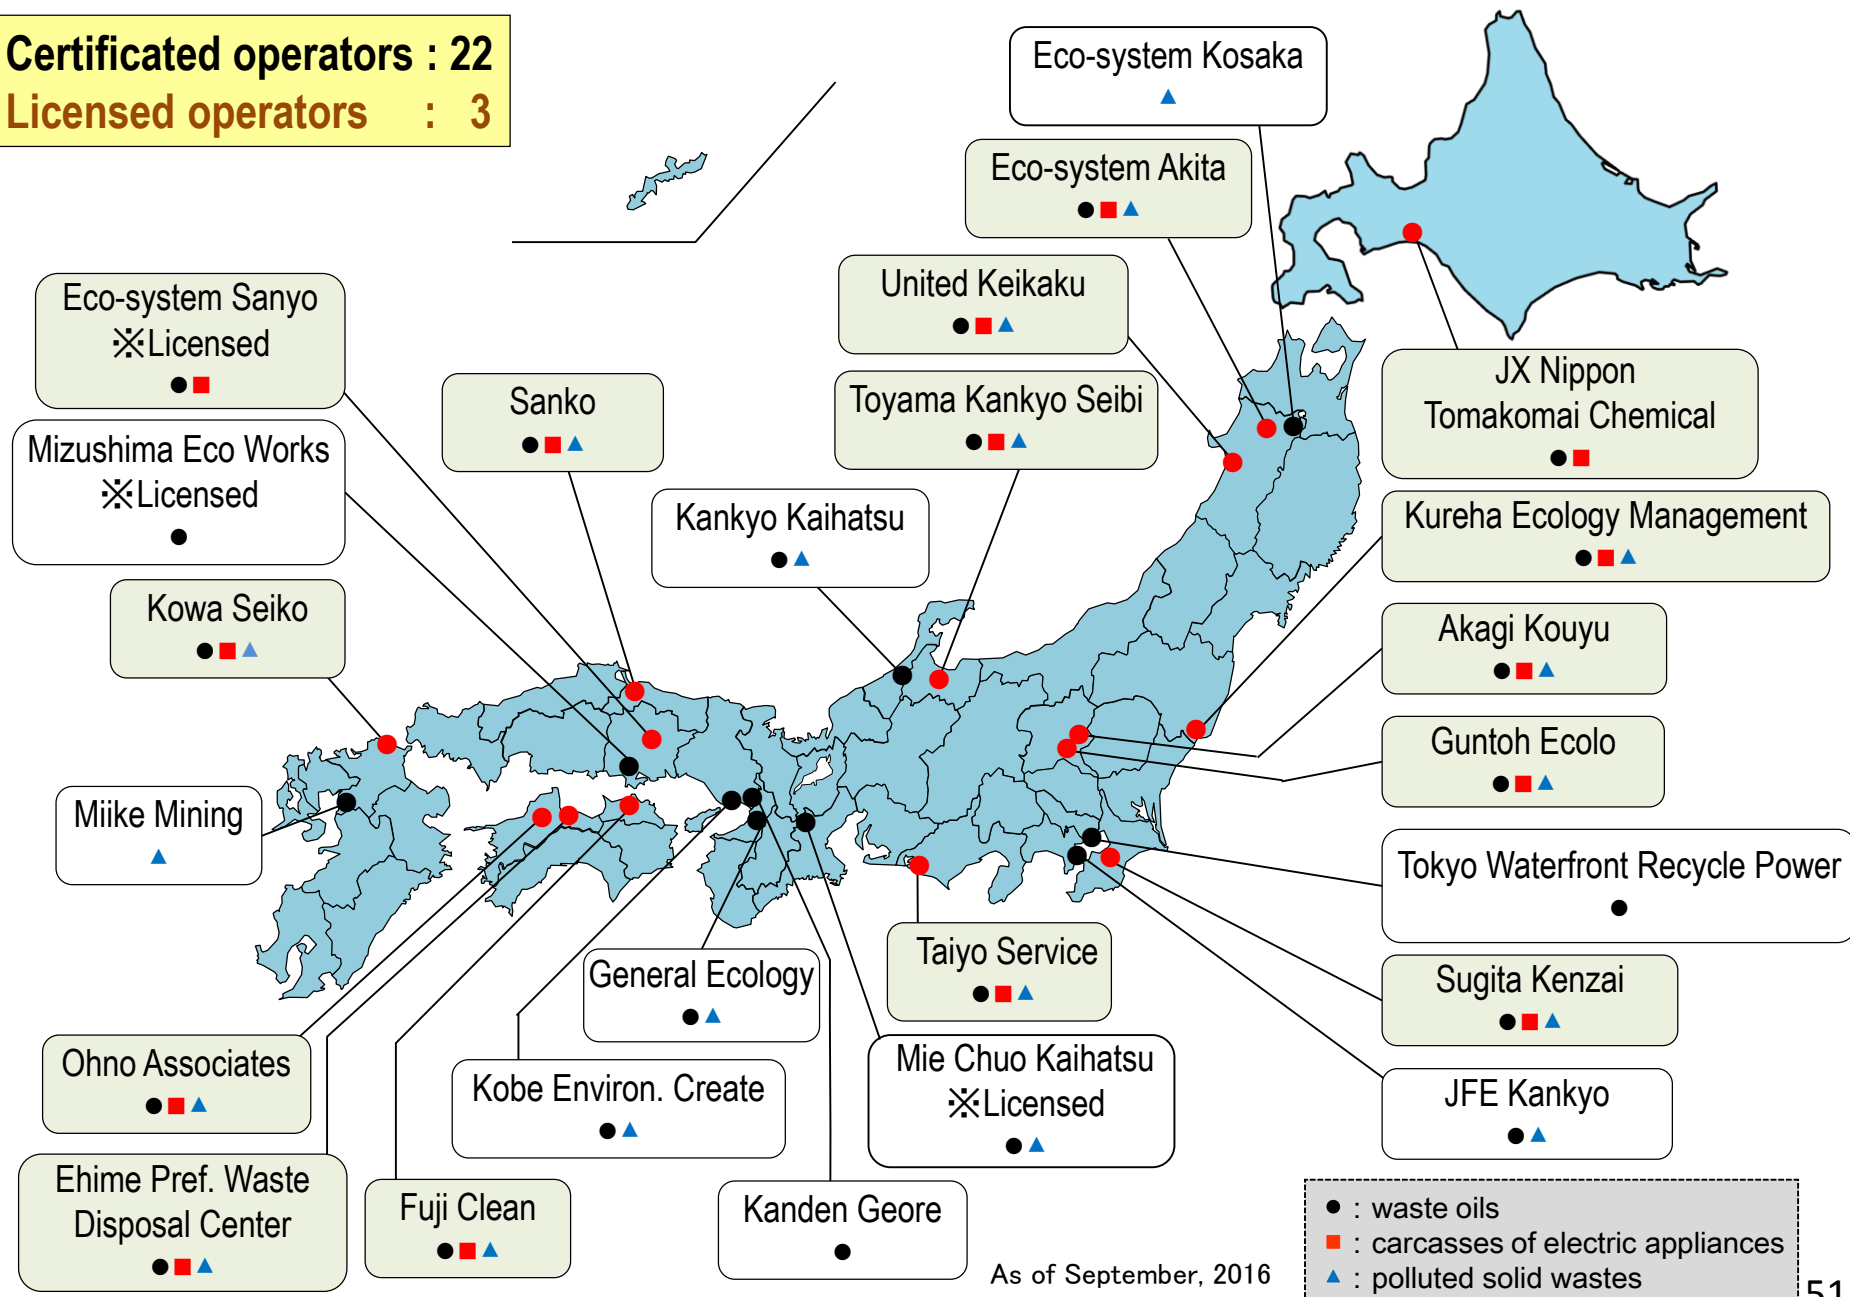 Certificated operators : 22
Licensed operators : 3
Eco-system Kosaka
▲
Eco-system Akita
●■▲
United Keikaku
●■▲
Eco-system Sanyo
※Licensed
●■
JX Nippon
Tomakomai Chemical
●■
Sanko
●■▲
Toyama Kankyo Seibi
●■▲
Mizushima Eco Works
※Licensed
●
Kankyo Kaihatsu
●▲
Kureha Ecology Management
●■▲
Kowa Seiko
●■▲
Akagi Kouyu
●■▲
Guntoh Ecolo
●■▲
Miike Mining
▲
Tokyo Waterfront Recycle Power
●
General Ecology
●▲
Taiyo Service
●■▲
Sugita Kenzai
●■▲
Ohno Associates
●■▲
Kobe Environ. Create
●▲
Mie Chuo Kaihatsu
※Licensed
●▲
JFE Kankyo
●▲
Ehime Pref. Waste
Disposal Center
●■▲
Fuji Clean
●■▲
Kanden Geore
●
● : waste oils
■ : carcasses of electric appliances
▲ : polluted solid wastes
As of September, 2016
51